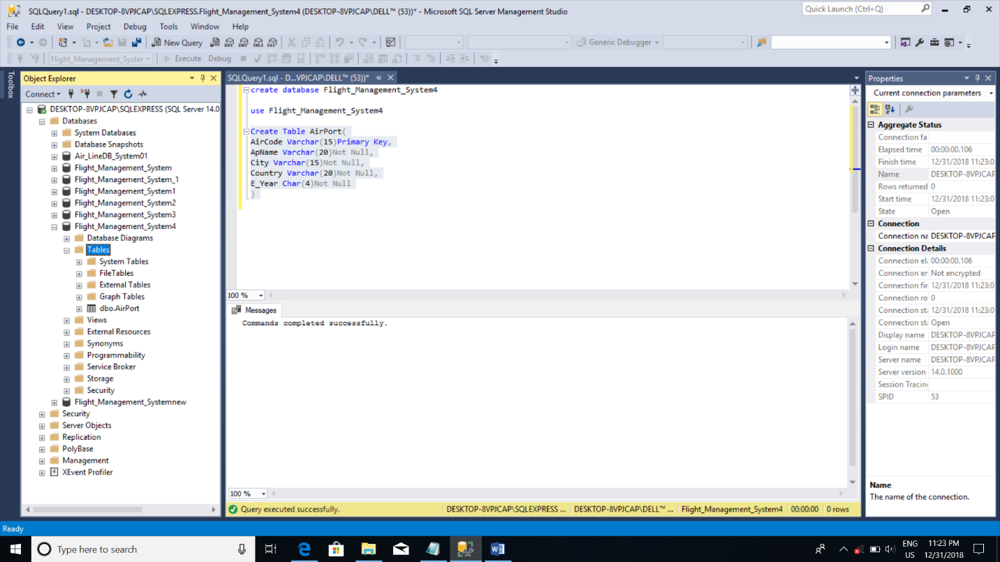 SQLQuery1.sql - DESKTOP-8VPJCAP\SQLEXPRESS.Flight_Management_System4 (DESKTOP-8VPJCAP\DELL™ (53))* - Microsoft SQL Server Management Studio
Quick Launch (Ctrl+Q)
File Edit View Project Debug Tools Window Help
New Query
MDX DMX XMLA DAX
Generic Debugger
Flight_Management_Syster
Execute Debug
Toolbox
Object Explorer
Connect
DESKTOP-8VPJCAP\SQLEXPRESS (SQL Server 14.0
Databases
System Databases
Database Snapshots
Air_LineDB_System01
Flight_Management_System
Flight_Management_System_1
Flight_Management_System1
Flight_Management_System2
Flight_Management_System3
Flight_Management_System4
Database Diagrams
Tables
System Tables
FileTables
External Tables
Graph Tables
dbo.AirPort
Views
External Resources
Synonyms
Programmability
Service Broker
Storage
Security
Flight_Management_Systemnew
Security
Server Objects
Replication
PolyBase
Management
XEvent Profiler
SQLQuery1.sql - D...VPJCAP\DELL™ (53))*
create database Flight_Management_System4
use Flight_Management_System4
Create Table AirPort(
AirCode Varchar(15)Primary Key,
ApName Varchar(20)Not Null,
City Varchar(15)Not Null,
Country Varchar(20)Not Null,
E_Year Char(4)Not Null
)
100 %
Messages
Commands completed successfully.
100 %
Query executed successfully.
DESKTOP-8VPJCAP\SQLEXPRESS ... DESKTOP-8VPJCAP\DELL™ ... Flight_Management_System4 00:00:00 0 rows
Properties
Current connection parameters
Aggregate Status
Connection fa
Elapsed time 00:00:00.106
Finish time 12/31/2018 11:23:0
Name DESKTOP-8VPJCAP
Rows returned 0
Start time 12/31/2018 11:23:0
State Open
Connection
Connection na DESKTOP-8VPJCAP
Connection Details
Connection el 00:00:00.106
Connection er Not encrypted
Connection fir 12/31/2018 11:23:0
Connection ro 0
Connection st 12/31/2018 11:23:0
Connection st Open
Display name DESKTOP-8VPJCAP
Login name DESKTOP-8VPJCAP
Server name DESKTOP-8VPJCAP
Server version 14.0.1000
Session Tracin
SPID 53
Name
The name of the connection.
Ready
Type here to search
ENG
US
11:23 PM
12/31/2018